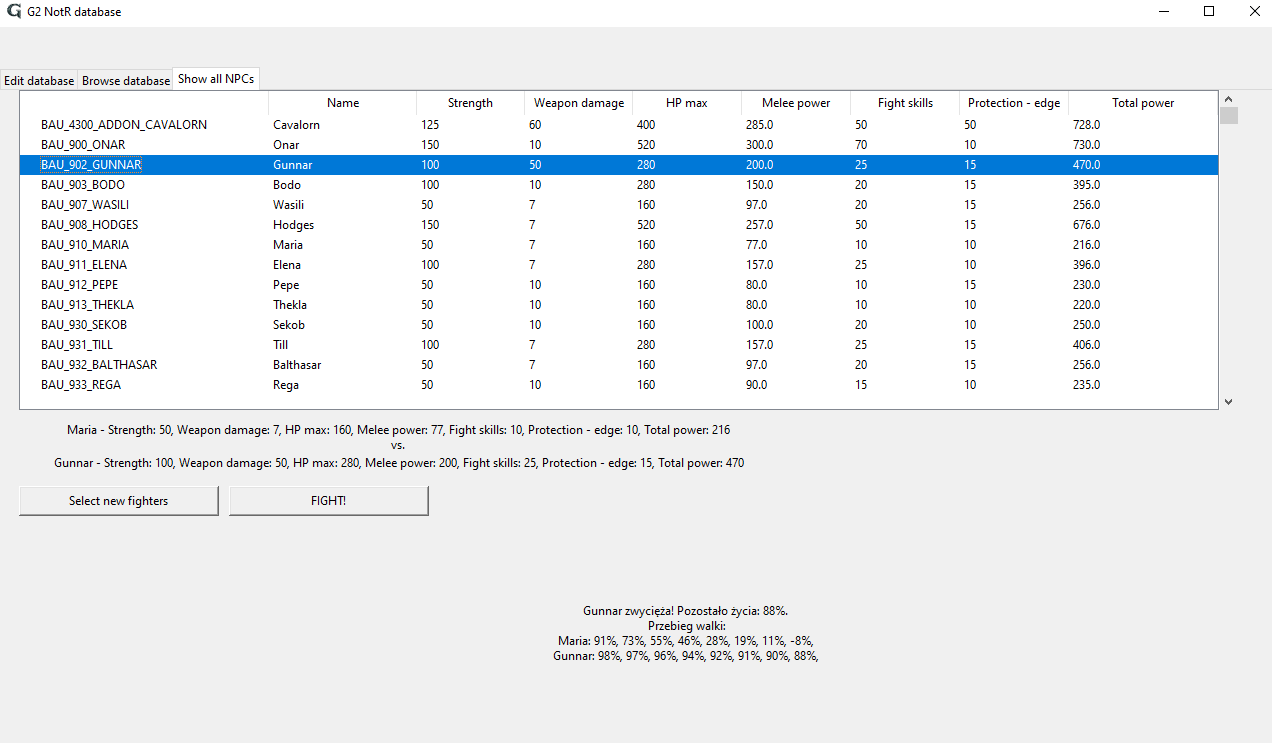 G2 NotR database
Edit database Browse database Show all NPCs
Name Strength Weapon damage HP max Melee power Fight skills Protection - edge Total power
BAU_4300_ADDON_CAVALORN Cavalorn 125 60 400 285.0 50 50 728.0
BAU_900_ONAR Onar 150 10 520 300.0 70 10 730.0
BAU_902_GUNNAR Gunnar 100 50 280 200.0 25 15 470.0
BAU_903_BODO Bodo 100 10 280 150.0 20 15 395.0
BAU_907_WASILI Wasili 50 7 160 97.0 20 15 256.0
BAU_908_HODGES Hodges 150 7 520 257.0 50 15 676.0
BAU_910_MARIA Maria 50 7 160 77.0 10 10 216.0
BAU_911_ELENA Elena 100 7 280 157.0 25 10 396.0
BAU_912_PEPE Pepe 50 10 160 80.0 10 15 230.0
BAU_913_THEKLA Thekla 50 10 160 80.0 10 10 220.0
BAU_930_SEKOB Sekob 50 10 160 100.0 20 10 250.0
BAU_931_TILL Till 100 7 280 157.0 25 15 406.0
BAU_932_BALTHASAR Balthasar 50 7 160 97.0 20 15 256.0
BAU_933_REGA Rega 50 10 160 90.0 15 10 235.0
Maria - Strength: 50, Weapon damage: 7, HP max: 160, Melee power: 77, Fight skills: 10, Protection - edge: 10, Total power: 216
vs.
Gunnar - Strength: 100, Weapon damage: 50, HP max: 280, Melee power: 200, Fight skills: 25, Protection - edge: 15, Total power: 470
Select new fighters FIGHT!
Gunnar zwycięża! Pozostało życia: 88%.
Przebieg walki:
Maria: 91%, 73%, 55%, 46%, 28%, 19%, 11%, -8%,
Gunnar: 98%, 97%, 96%, 94%, 92%, 91%, 90%, 88%,